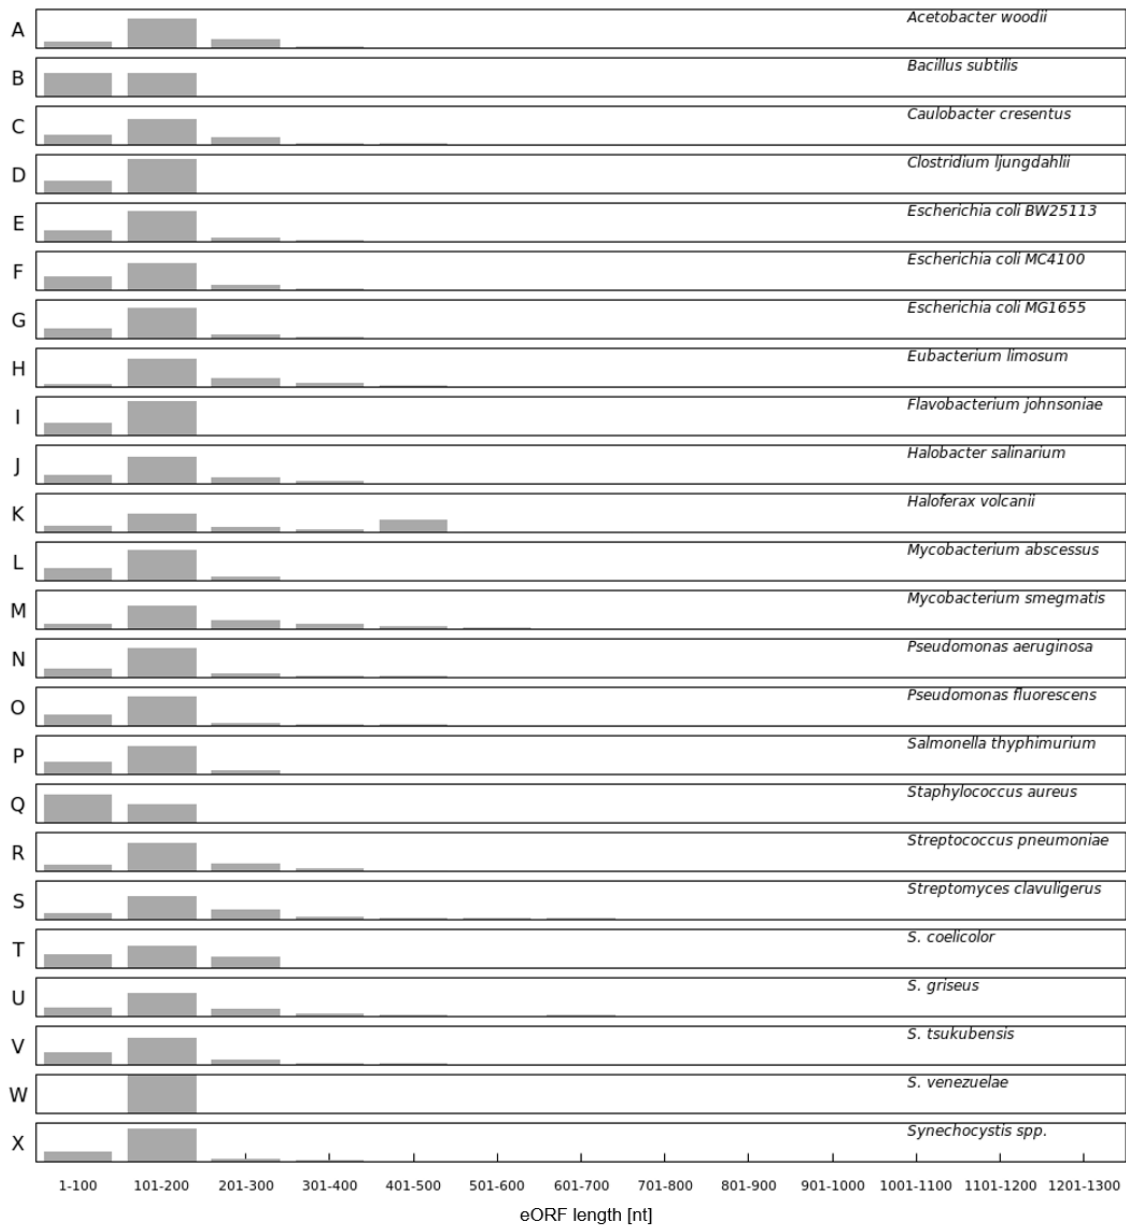 A Acetobacter woodii
B Bacillus subtilis
C Caulobacter cresentus
D Clostridium ljungdahlii
E Escherichia coli BW25113
F Escherichia coli MC4100
G Escherichia coli MG1655
H Eubacterium limosum
I Flavobacterium johnsoniae
J Halobacter salinarium
K Haloferax volcanii
L Mycobacterium abscessus
M Mycobacterium smegmatis
N Pseudomonas aeruginosa
O Pseudomonas fluorescens
P Salmonella thyphimurium
Q Staphylococcus aureus
R Streptococcus pneumoniae
S Streptomyces clavuligerus
T S. coelicolor
U S. griseus
V S. tsukubensis
W S. venezuelae
X Synechocystis spp.
1-100 101-200 201-300 301-400 401-500 501-600 601-700 701-800 801-900 901-1000 1001-1100 1101-1200 1201-1300
eORF length [nt]